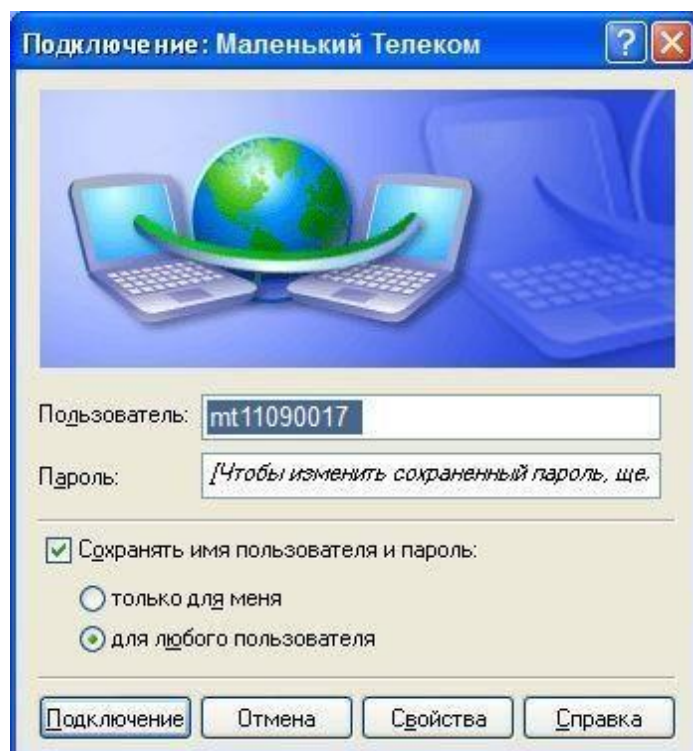 Подключение: Маленький Телеком
Пользователь: mt11090017
Пароль: [Чтобы изменить сохраненный пароль, ще.
Сохранять имя пользователя и пароль:
только для меня
для любого пользователя
Подключение Отмена Свойства Справка